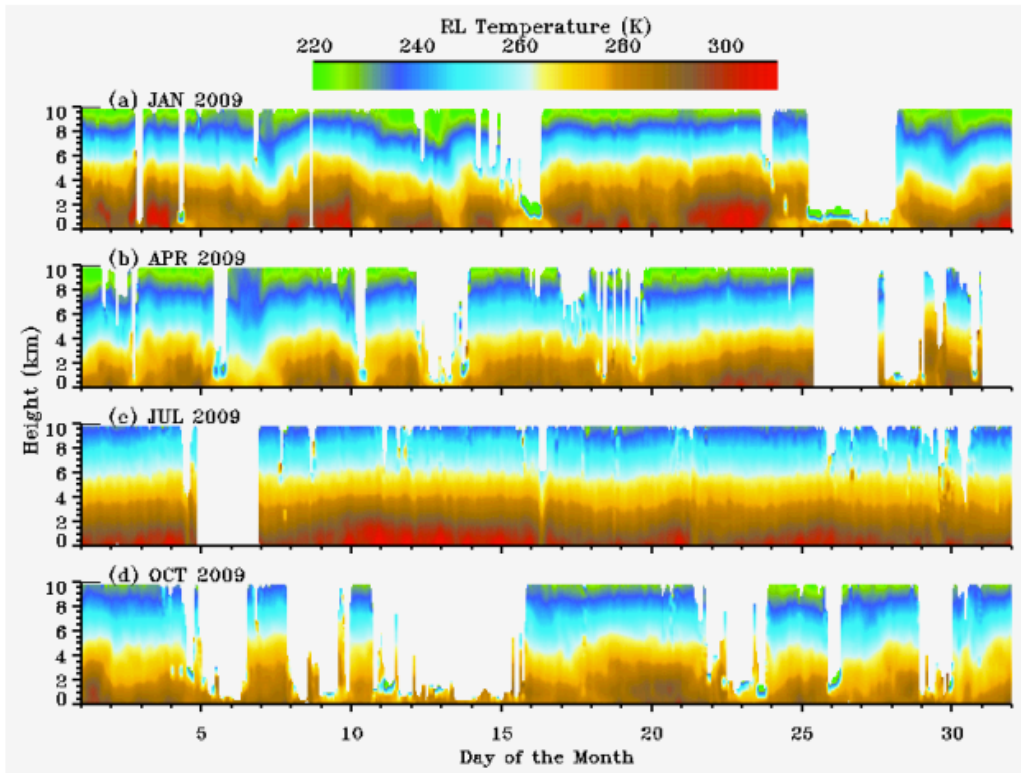 RL Temperature (K)
220 240 260 280 300
(a) JAN 2009
10
8
6
4
2
0
(b) APR 2009
10
8
6
4
2
0
Height (km)
(c) JUL 2009
10
8
6
4
2
0
(d) OCT 2009
10
8
6
4
2
0
5 10 15 20 25 30
Day of the Month